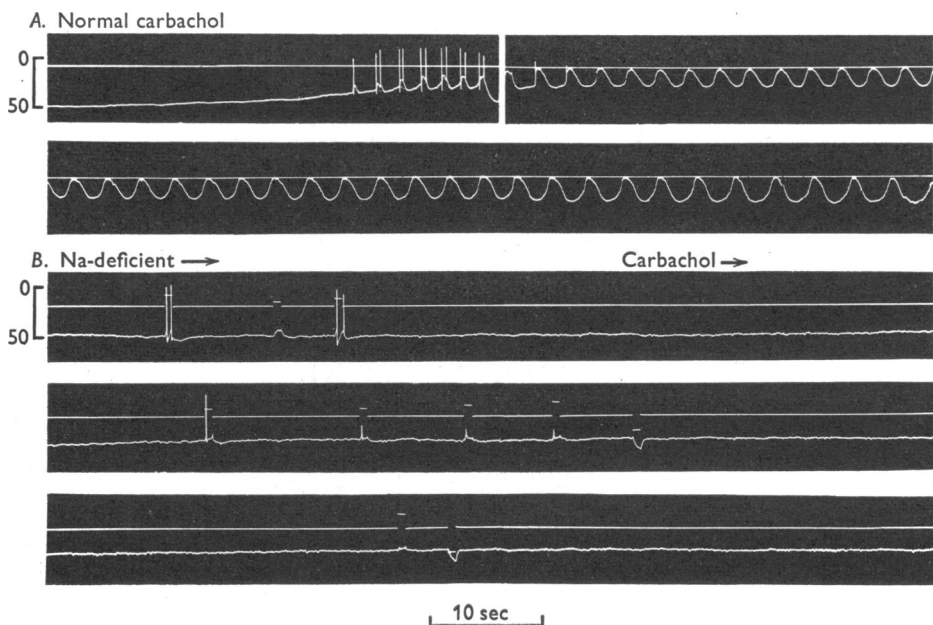 A. Normal carbachol
0
50
B. Na-deficient → Carbachol →
0
50
10 sec